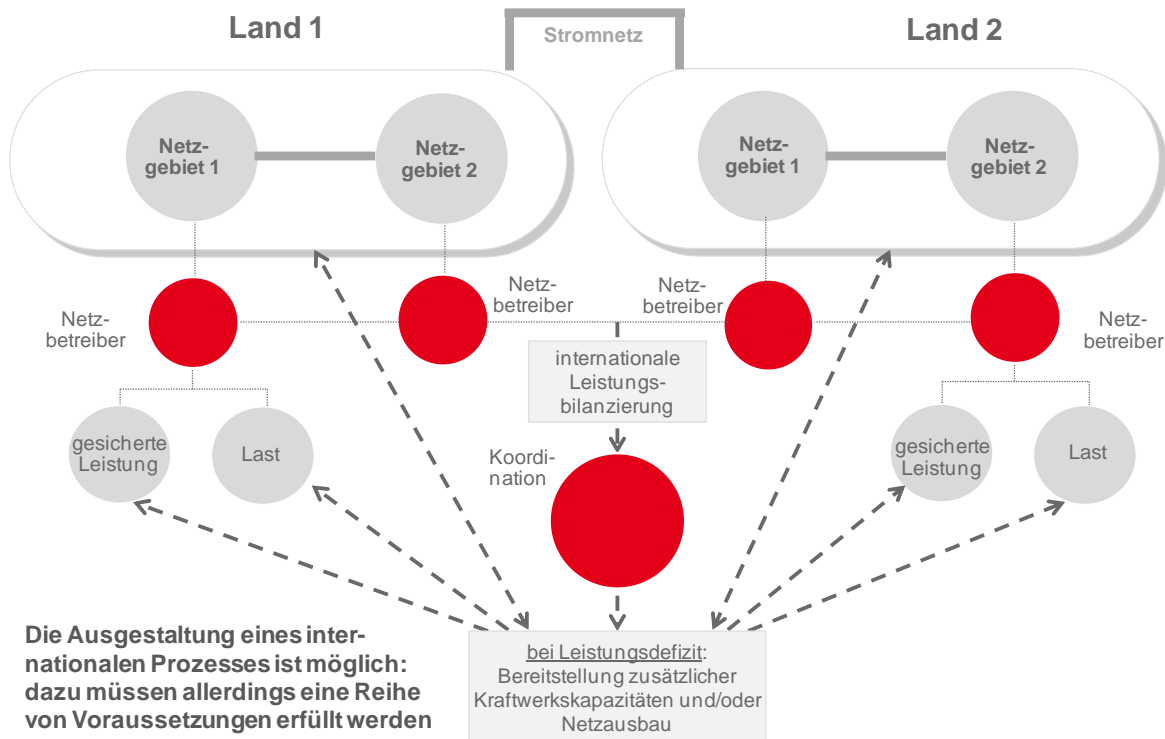 Land 1
Stromnetz
Land 2
Netz-
gebiet 1
Netz-
gebiet 2
Netz-
gebiet 1
Netz-
gebiet 2
Netz-
betreiber
Netz-
betreiber
Netz-
betreiber
Netz-
betreiber
internationale
Leistungs-
bilanzierung
gesicherte
Leistung
Last
Koordi-
nation
gesicherte
Leistung
Last
Die Ausgestaltung eines inter-
nationalen Prozesses ist möglich:
dazu müssen allerdings eine Reihe
von Voraussetzungen erfüllt werden
bei Leistungsdefizit:
Bereitstellung zusätzlicher
Kraftwerkskapazitäten und/oder
Netzausbau